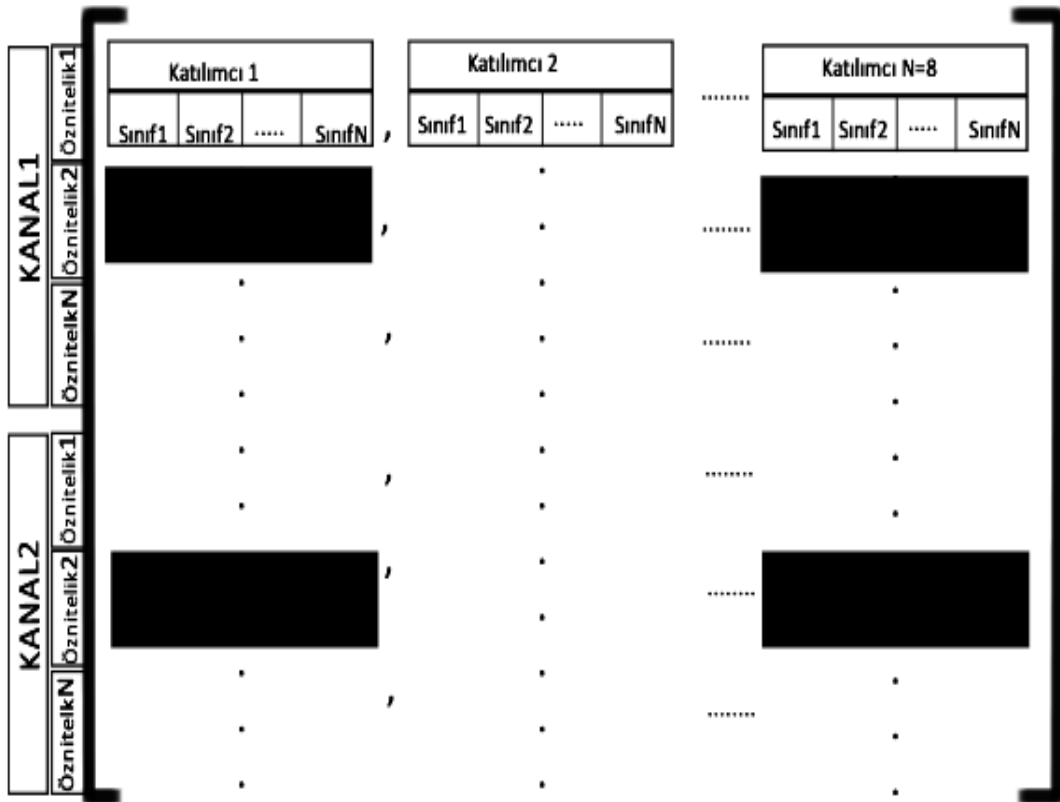 KANAL1
Öznitelik1
Öznitelik2
ÖznitelkN
KANAL2
Öznitelik1
Öznitelik2
ÖznitelkN
Katılımcı 1
Sınıf1 Sınıf2 ..... SınıfN ,
Katılımcı 2
Sınıf1 Sınıf2 ..... SınıfN
........
Katılımcı N=8
Sınıf1 Sınıf2 ..... SınıfN
, ........
, ........
, ........
, ........
, ........